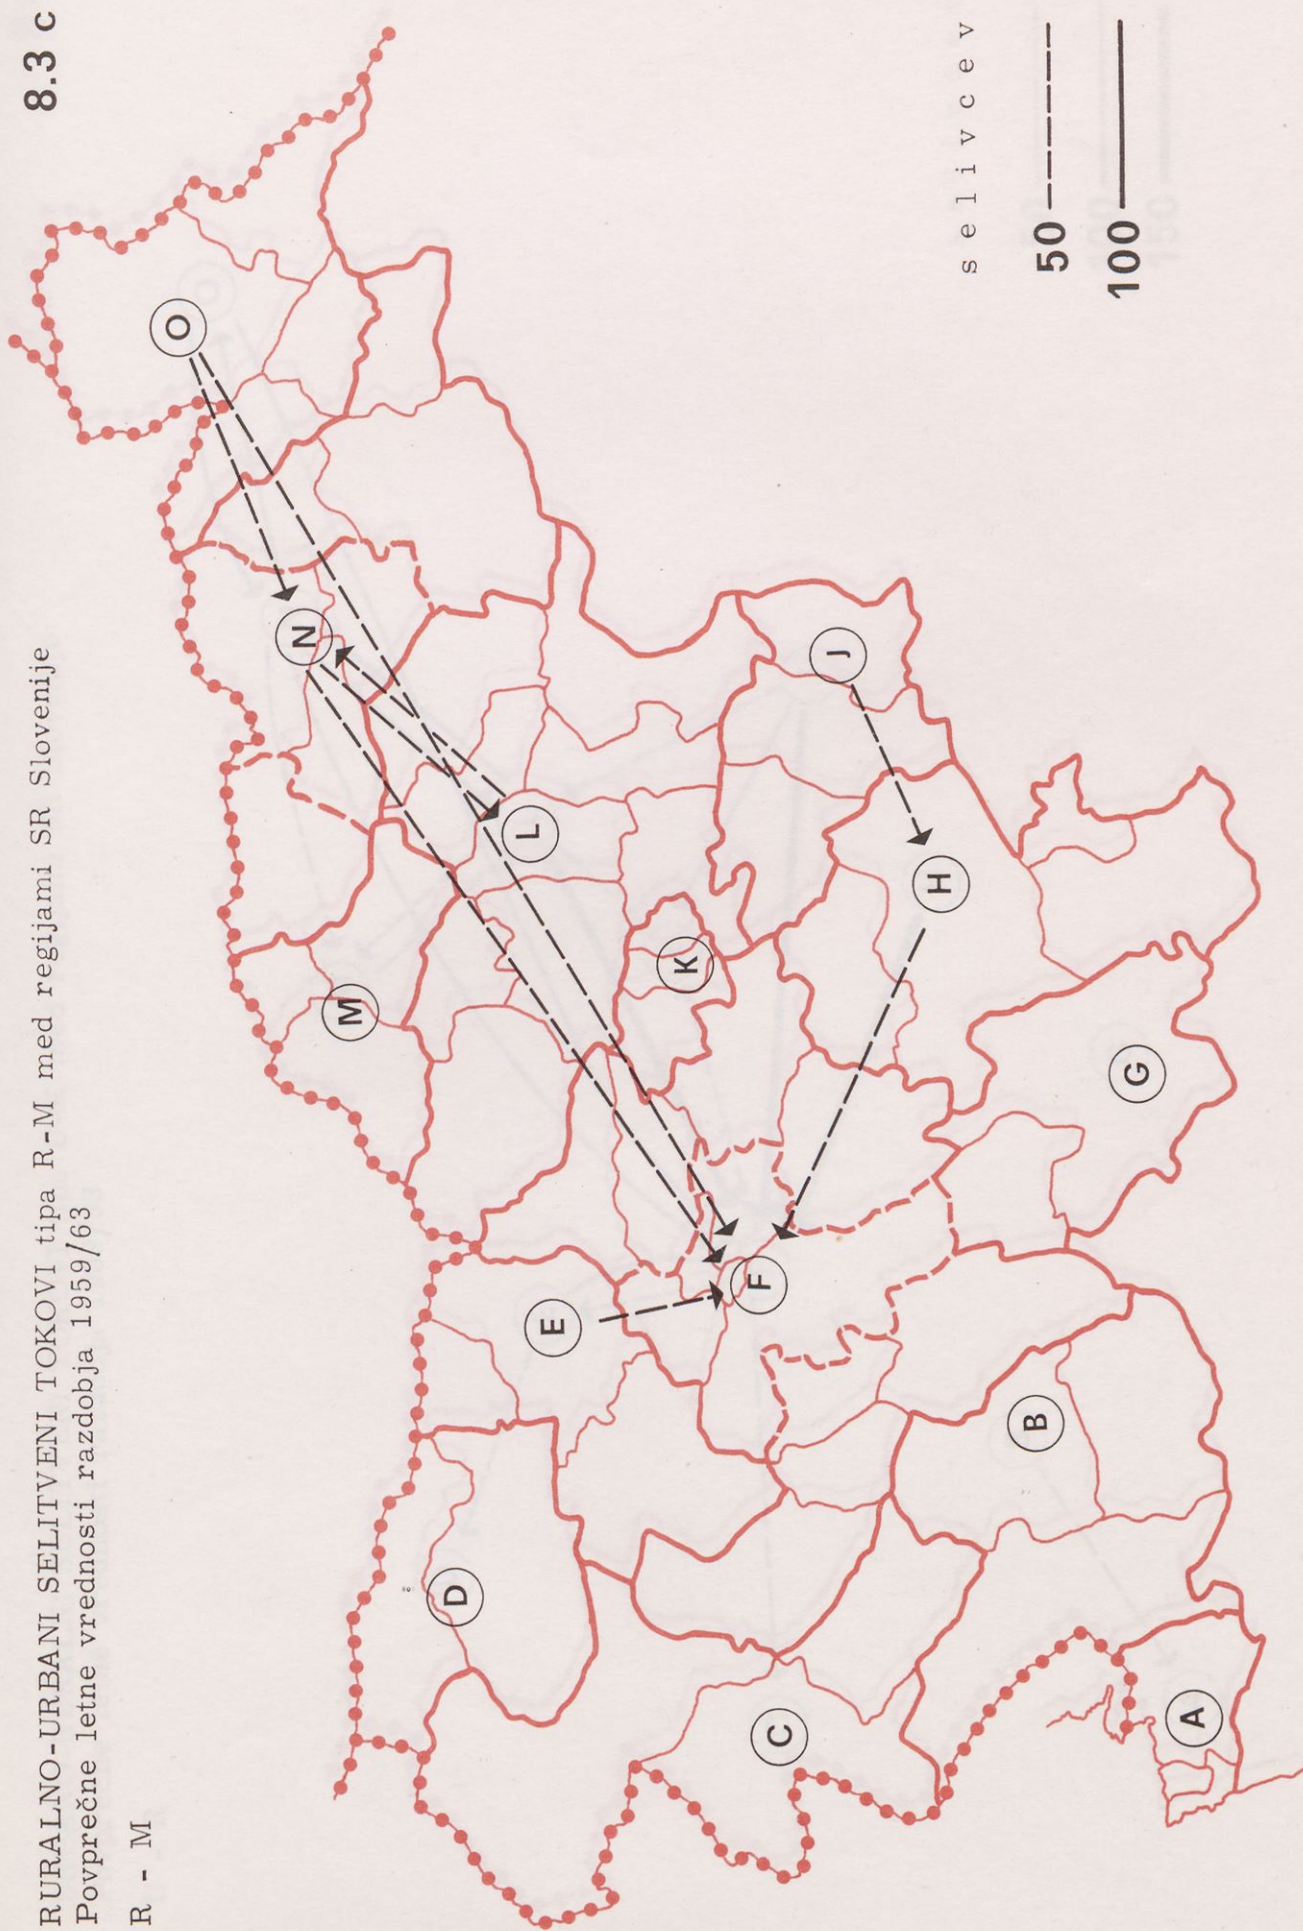 8.3 c
RURALNO-URBANI SELITVENI TOKOVI tipa R-M med regijami SR Slovenije
Povprečne letne vrednosti razdobja 1959/63
R - M
O
N
M
L
E
D
K
J
F
H
C
B
G
A
selivcev
50
100